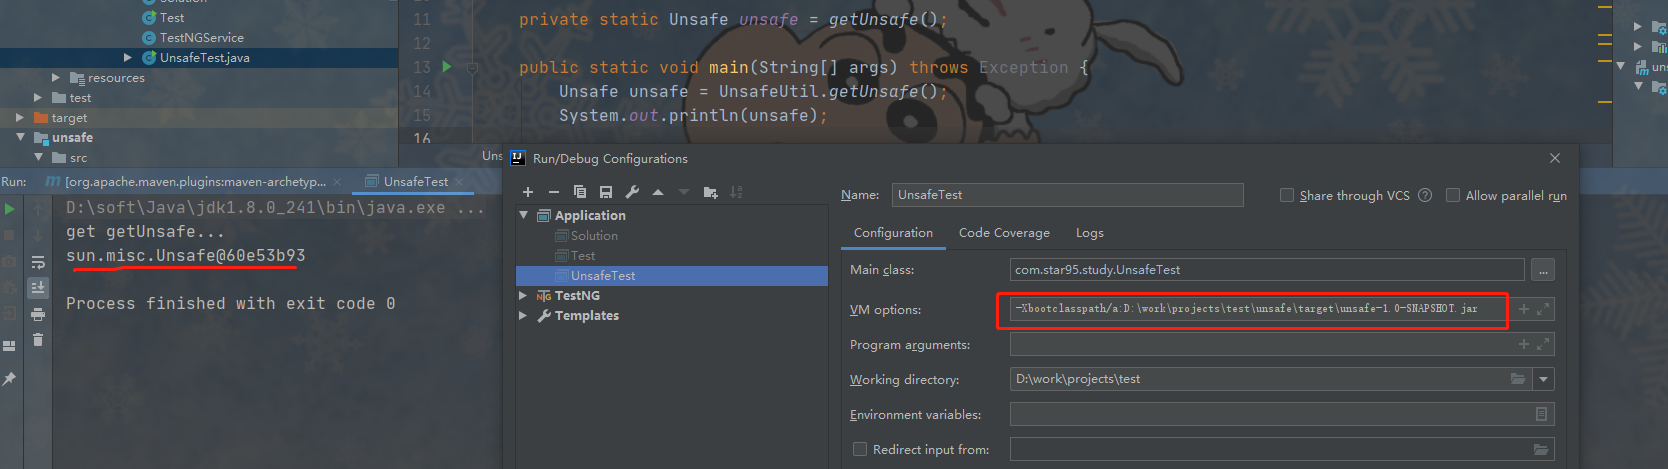 Solution
Test
TestNGService
UnsafeTest.java
resources
test
target
unsafe
src
11 private static Unsafe unsafe = getUnsafe();
12
13 public static void main(String[] args) throws Exception {
14 Unsafe unsafe = UnsafeUtil.getUnsafe();
15 System.out.println(unsafe);
16
uns
Uns
Run: [org.apache.maven.plugins:maven-archetyp... × UnsafeTest ×
D:\soft\Java\jdk1.8.0_241\bin\java.exe ...
get getUnsafe...
sun.misc.Unsafe@60e53b93
Process finished with exit code 0
Run/Debug Configurations
Application
Solution
Test
UnsafeTest
TestNG
Templates
Name: UnsafeTest
Share through VCS
Allow parallel run
Configuration Code Coverage Logs
Main class: com.star95.study.UnsafeTest ...
VM options: -Xbootclasspath/a:D:\work\projects\test\unsafe\target\unsafe-1.0-SNAPSHOT.jar
Program arguments:
Working directory: D:\work\projects\test
Environment variables:
Redirect input from: